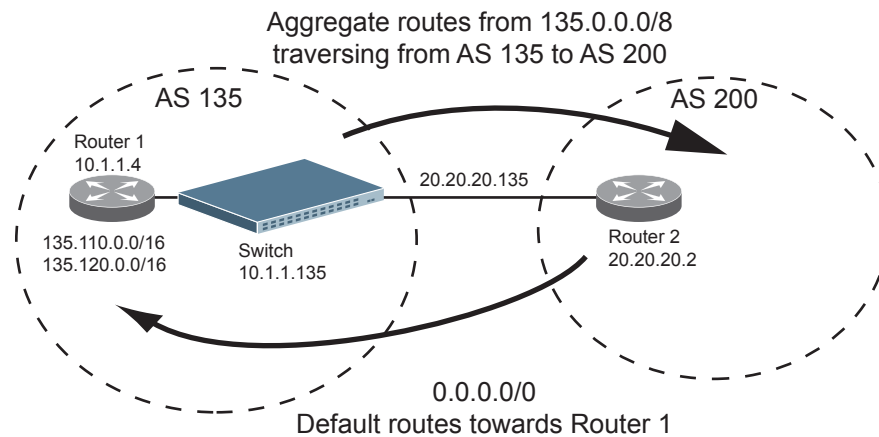 Aggregate routes from 135.0.0.0/8
traversing from AS 135 to AS 200
AS 135
AS 200
Router 1
10.1.1.4
20.20.20.135
135.110.0.0/16
135.120.0.0/16
Switch
10.1.1.135
Router 2
20.20.20.2
0.0.0.0/0
Default routes towards Router 1